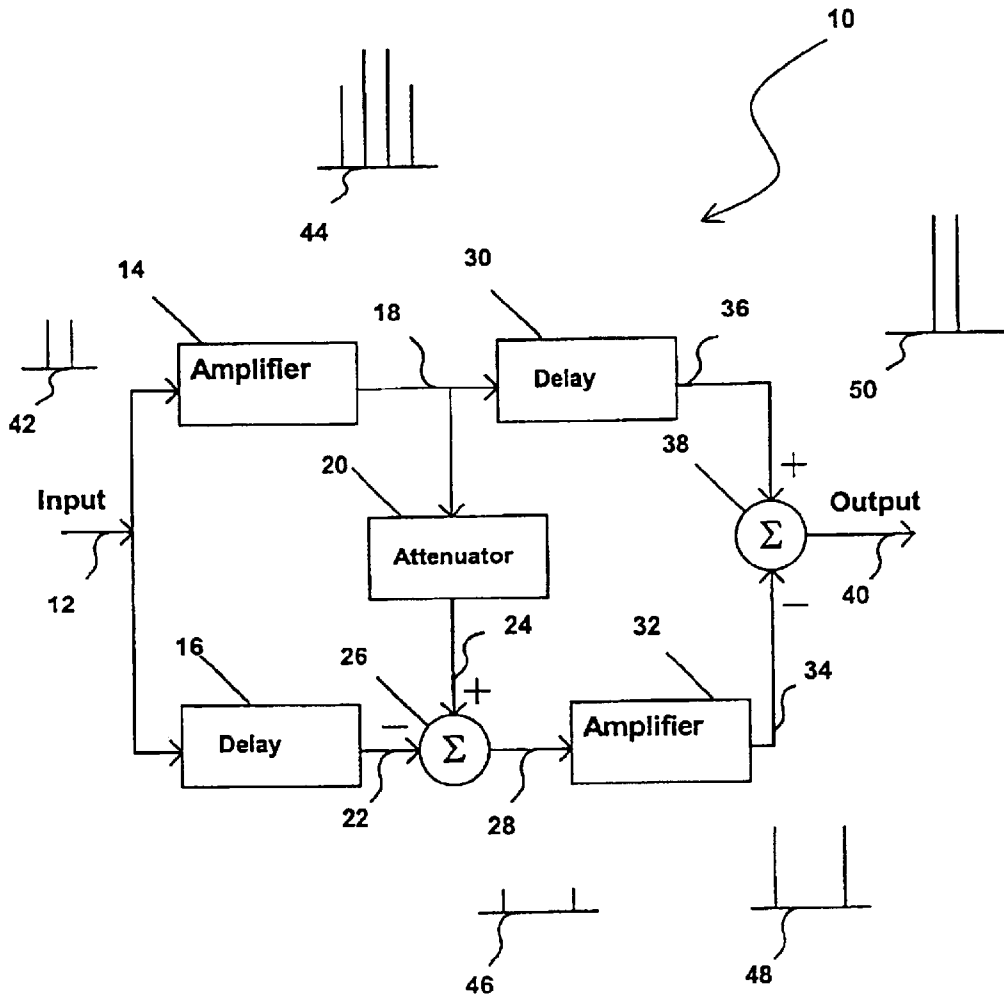 10
44
30
14
18
36
Amplifier
Delay
42
50
38
20
+
Input
Output
Σ
Attenuator
12
40
−
24
32
16
26
34
+
Amplifier
−
Delay
Σ
22
28
46
48